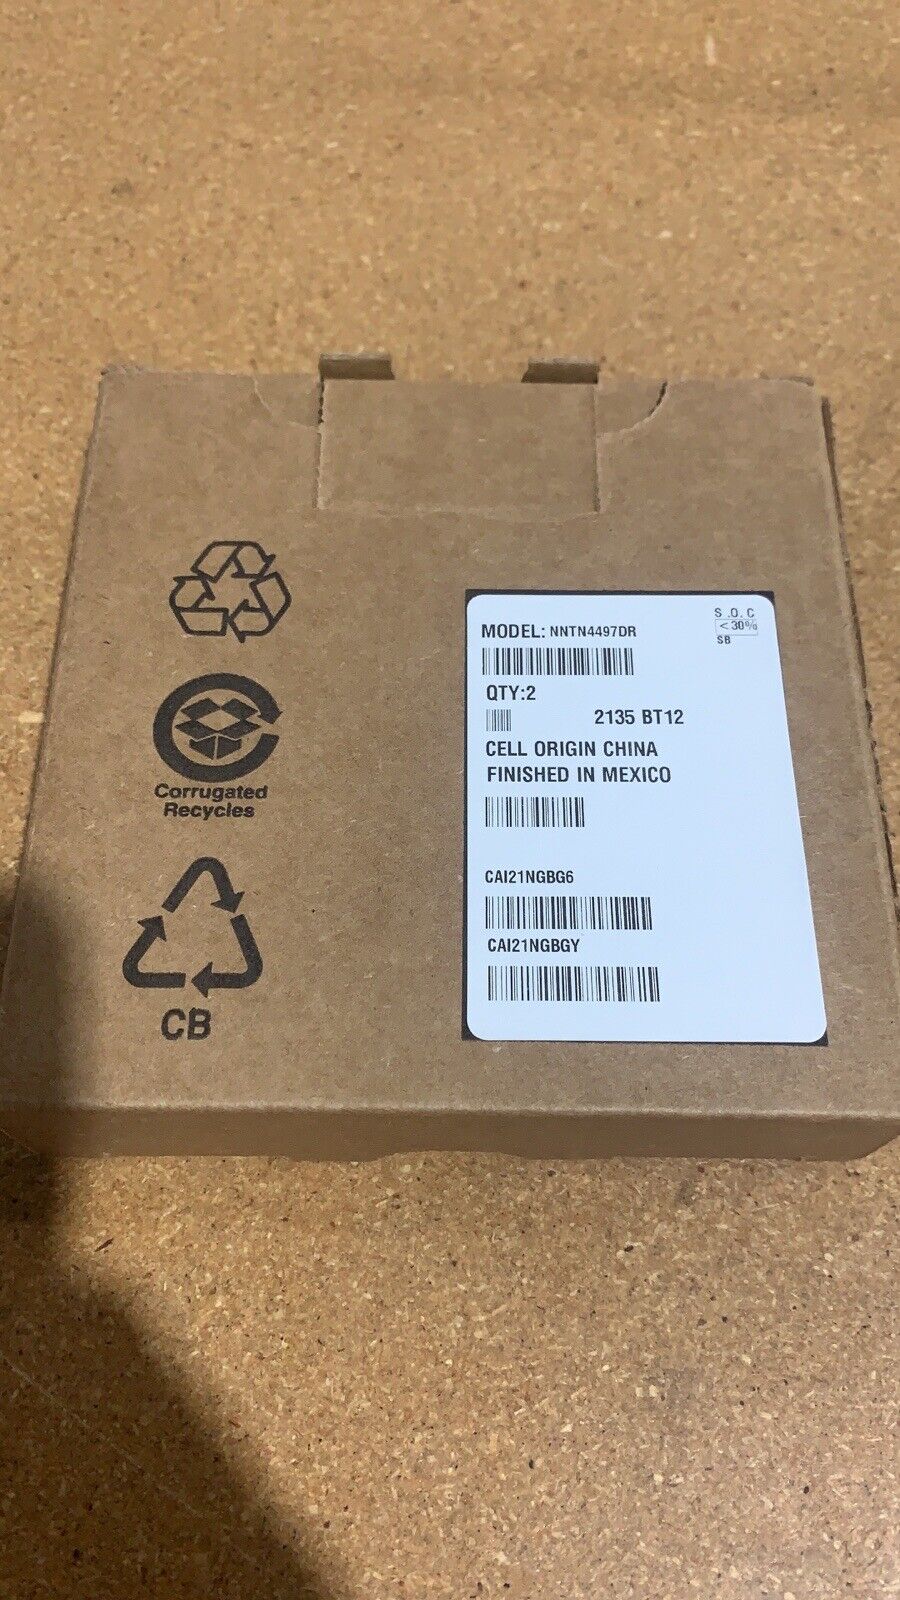 Corrugated
Recycles
CB
MODEL: NNTN4497DR
S.O.C
<30%
SB
QTY:2
2135 BT12
CELL ORIGIN CHINA
FINISHED IN MEXICO
CAI21NGBG6
CAI21NGBGY